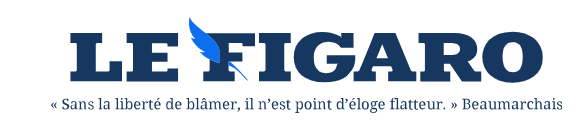 LE FIGARO
« Sans la liberté de blâmer, il n’est point d’éloge flatteur. » Beaumarchais